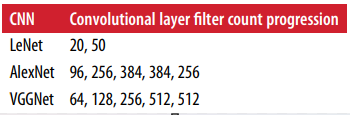 CNN Convolutional layer filter count progression
LeNet 20, 50
AlexNet 96, 256, 384, 384, 256
VGGNet 64, 128, 256, 512, 512